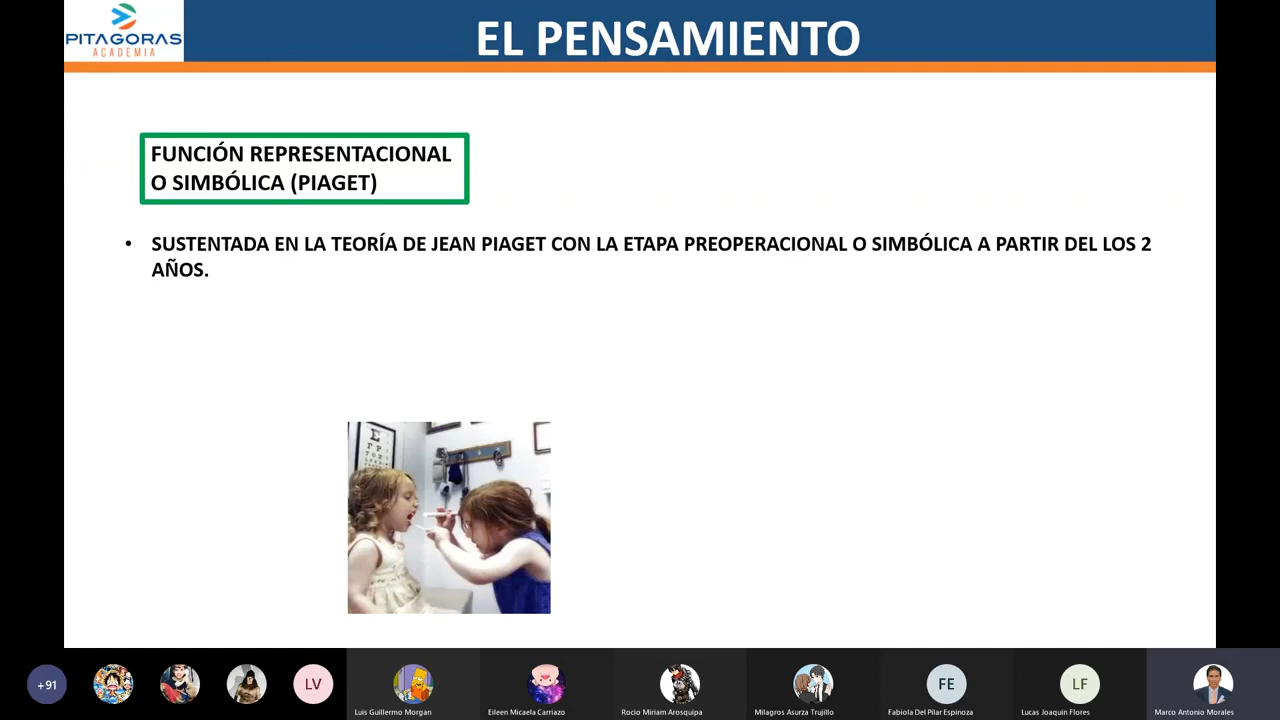 PITAGORAS
ACADEMIA
EL PENSAMIENTO
FUNCIÓN REPRESENTACIONAL
O SIMBÓLICA (PIAGET)
• SUSTENTADA EN LA TEORÍA DE JEAN PIAGET CON LA ETAPA PREOPERACIONAL O SIMBÓLICA A PARTIR DEL LOS 2
AÑOS.
E
+91
LV
FE
LF
Luis Guillermo Morgan
Eileen Micaela Carriazo
Rocio Miriam Arosquipa
Milagros Asurza Trujillo
Fabiola Del Pilar Espinoza
Lucas Joaquin Flores
Marco Antonio Morales